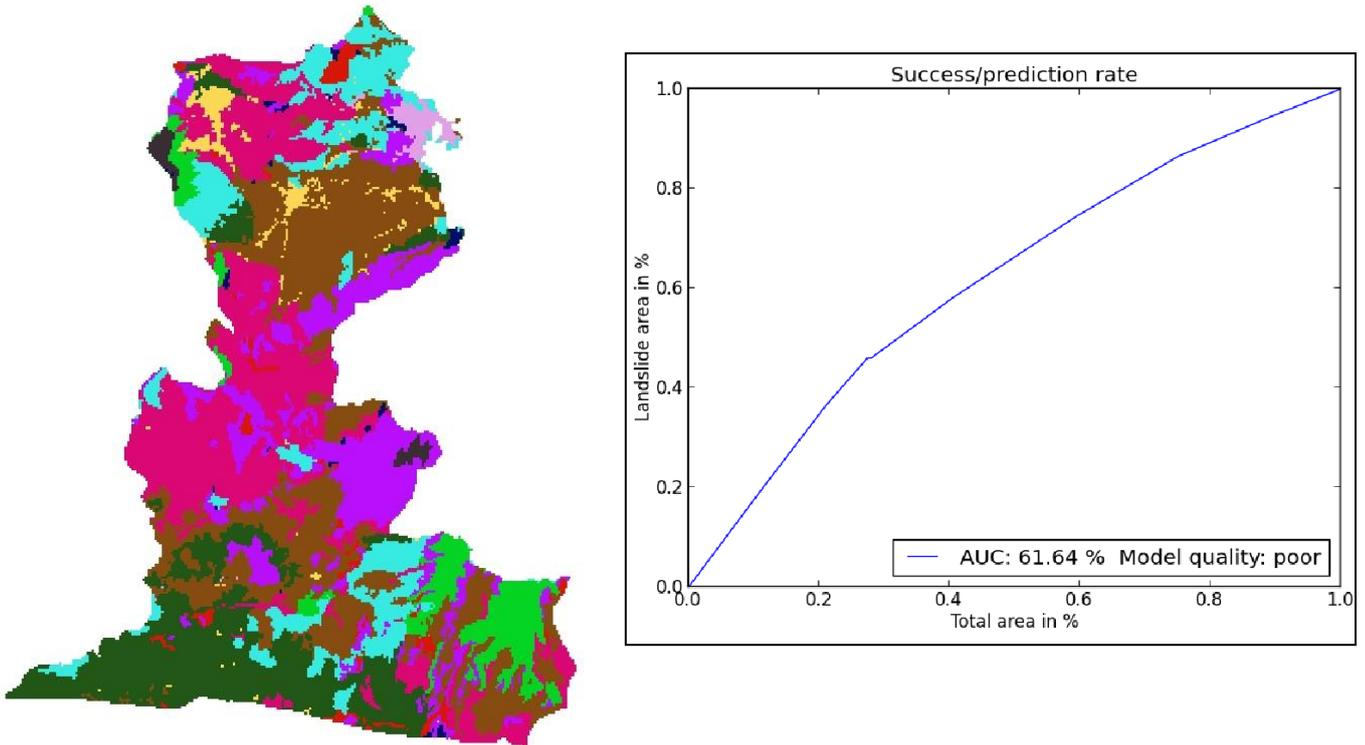 Success/prediction rate
1.0
0.8
0.6
0.4
0.2
0.0
Landslide area in %
AUC: 61.64 %  Model quality: poor
0.0 0.2 0.4 0.6 0.8 1.0
Total area in %